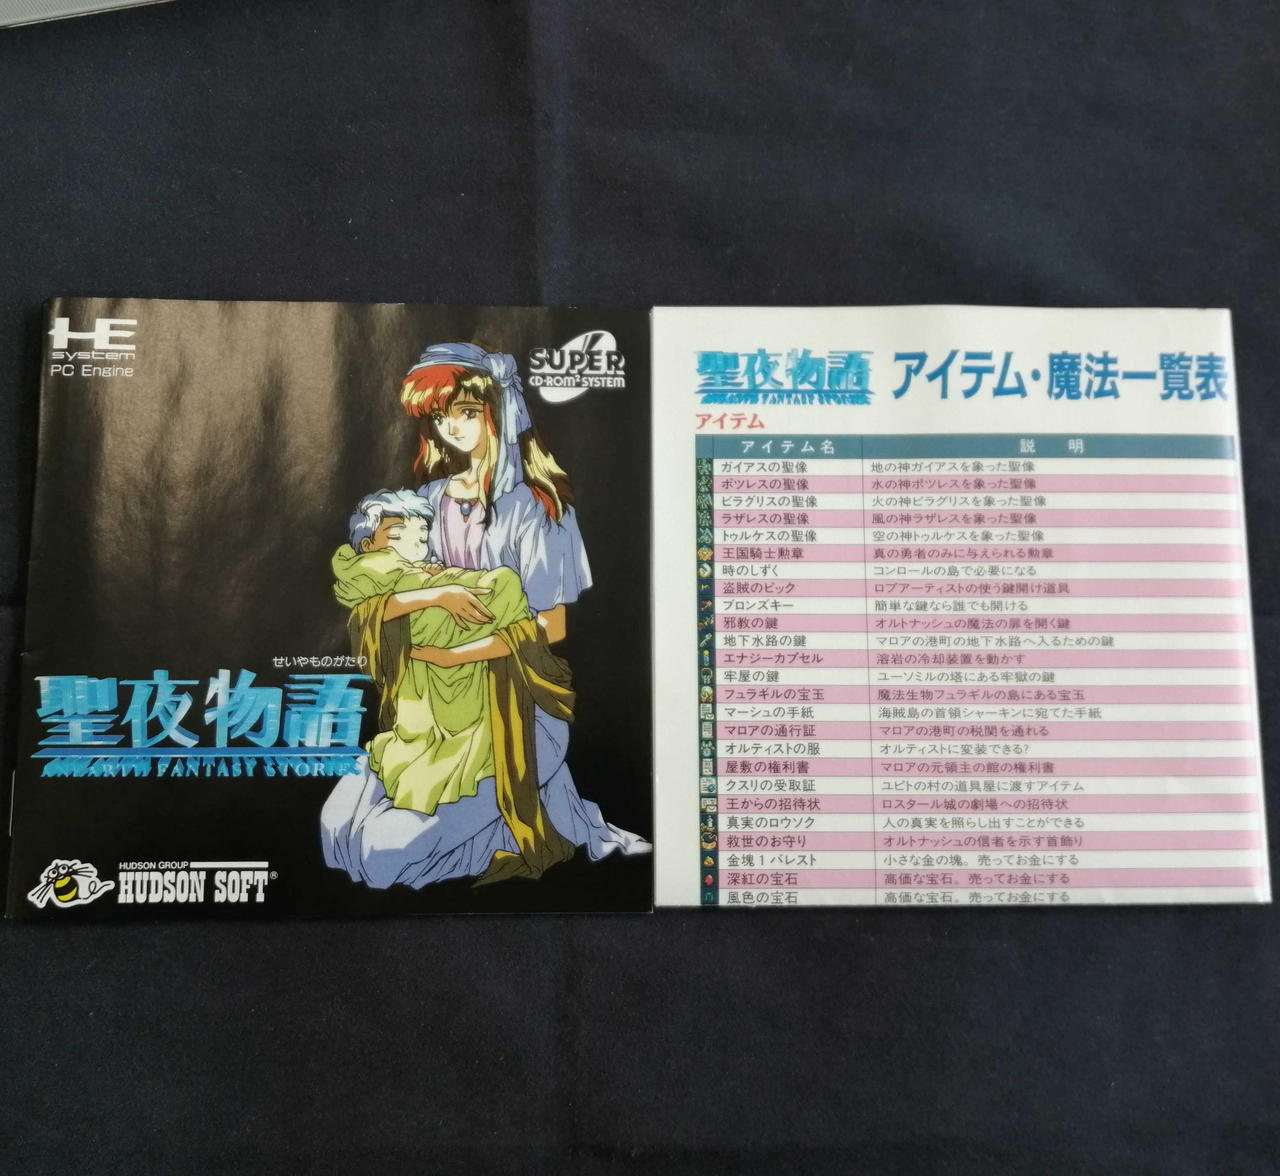 HE
system
PC Engine
SUPER
CD-ROM² SYSTEM
せいやものがたり
聖夜物語
ANEARTH FANTASY STORIES
HUDSON GROUP
HUDSON SOFT®
聖夜物語 アイテム・魔法一覧表
ANEARTH FANTASY STORIES
アイテム
アイテム名 説明
ガイアスの聖像 地の神ガイアスを象った聖像
ポツレスの聖像 水の神ポツレスを象った聖像
ピラグリスの聖像 火の神ピラグリスを象った聖像
ラザレスの聖像 風の神ラザレスを象った聖像
トゥルケスの聖像 空の神トゥルケスを象った聖像
王国騎士勲章 真の勇者のみに与えられる勲章
時のしずく コンロールの島で必要になる
盗賊のピック ロブアーティストの使う鍵開け道具
ブロンズキー 簡単な鍵なら誰でも開ける
邪教の鍵 オルトナッシュの魔法の扉を開く鍵
地下水路の鍵 マロアの港町の地下水路へ入るための鍵
エナジーカプセル 溶岩の冷却装置を動かす
牢屋の鍵 ユーソミルの塔にある牢獄の鍵
フュラギルの宝玉 魔法生物フュラギルの島にある宝玉
マーシュの手紙 海賊島の首領シャーキンに宛てた手紙
マロアの通行証 マロアの港町の税関を通れる
オルティストの服 オルティストに変装できる?
屋敷の権利書 マロアの元領主の館の権利書
クスリの受取証 ユピトの村の道具屋に渡すアイテム
王からの招待状 ロスタール城の劇場への招待状
真実のロウソク 人の真実を照らし出すことができる
救世のお守り オルトナッシュの信者を示す首飾り
金塊1バレスト 小さな金の塊。売ってお金にする
深紅の宝石 高価な宝石。売ってお金にする
風色の宝石 高価な宝石。売ってお金にする